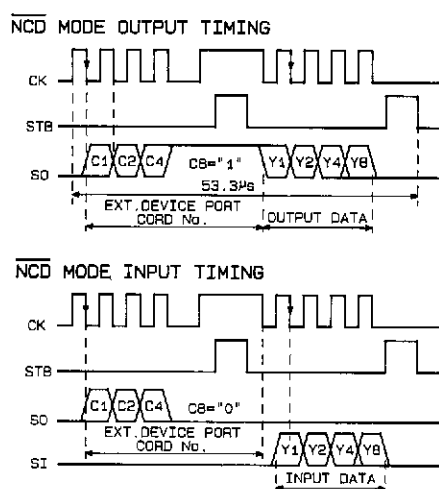 NCD MODE OUTPUT TIMING
CK
STB
SO C1 C2 C4 C8="1" Y1 Y2 Y4 Y8
53.3µs
EXT.DEVICE PORT
CORD No. OUTPUT DATA
NCD MODE INPUT TIMING
CK
STB
SO C1 C2 C4 C8="0"
EXT.DEVICE PORT
CORD No.
SI Y1 Y2 Y4 Y8
INPUT DATA